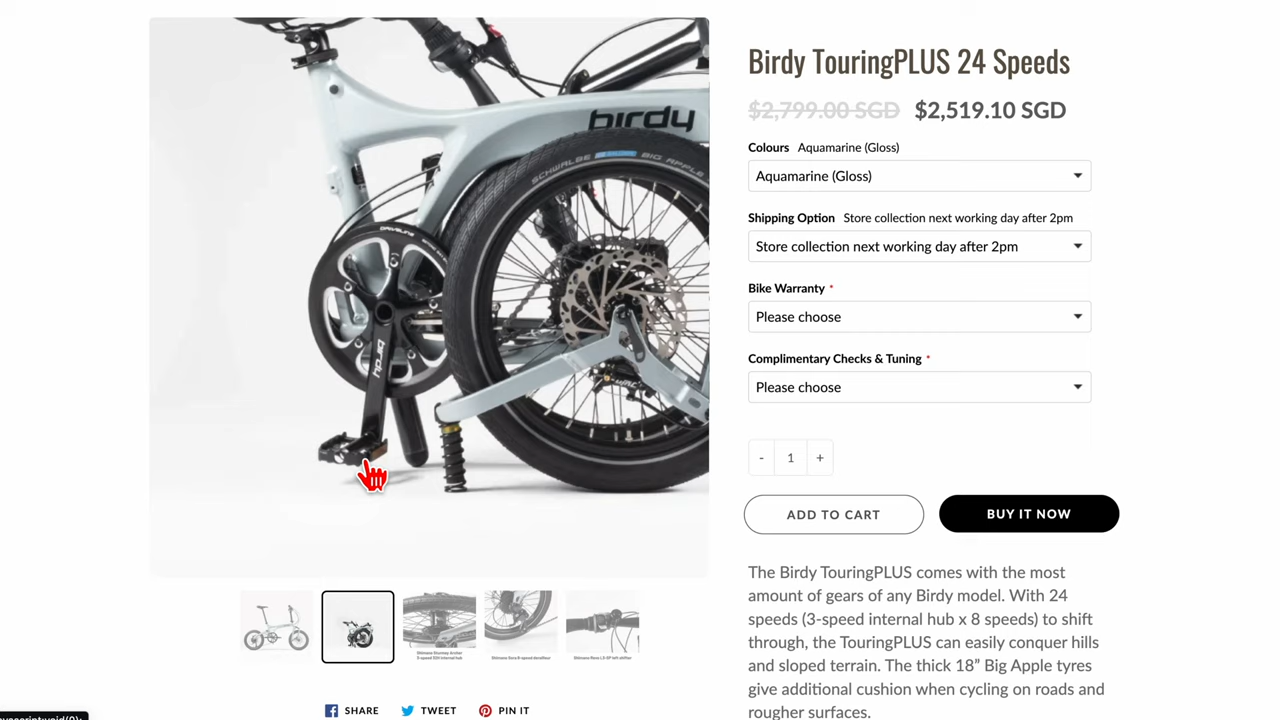 birdy
SCHWALBE BIG APPLE
DRIVELINE
birdy
Birdy TouringPLUS 24 Speeds
$2,799.00 SGD $2,519.10 SGD
Colours Aquamarine (Gloss)
Aquamarine (Gloss)
Shipping Option Store collection next working day after 2pm
Store collection next working day after 2pm
Bike Warranty *
Please choose
Complimentary Checks & Tuning *
Please choose
- 1 +
ADD TO CART BUY IT NOW
The Birdy TouringPLUS comes with the most
amount of gears of any Birdy model. With 24
speeds (3-speed internal hub x 8 speeds) to shift
through, the TouringPLUS can easily conquer hills
and sloped terrain. The thick 18” Big Apple tyres
give additional cushion when cycling on roads and
rougher surfaces.
SHARE TWEET PIN IT